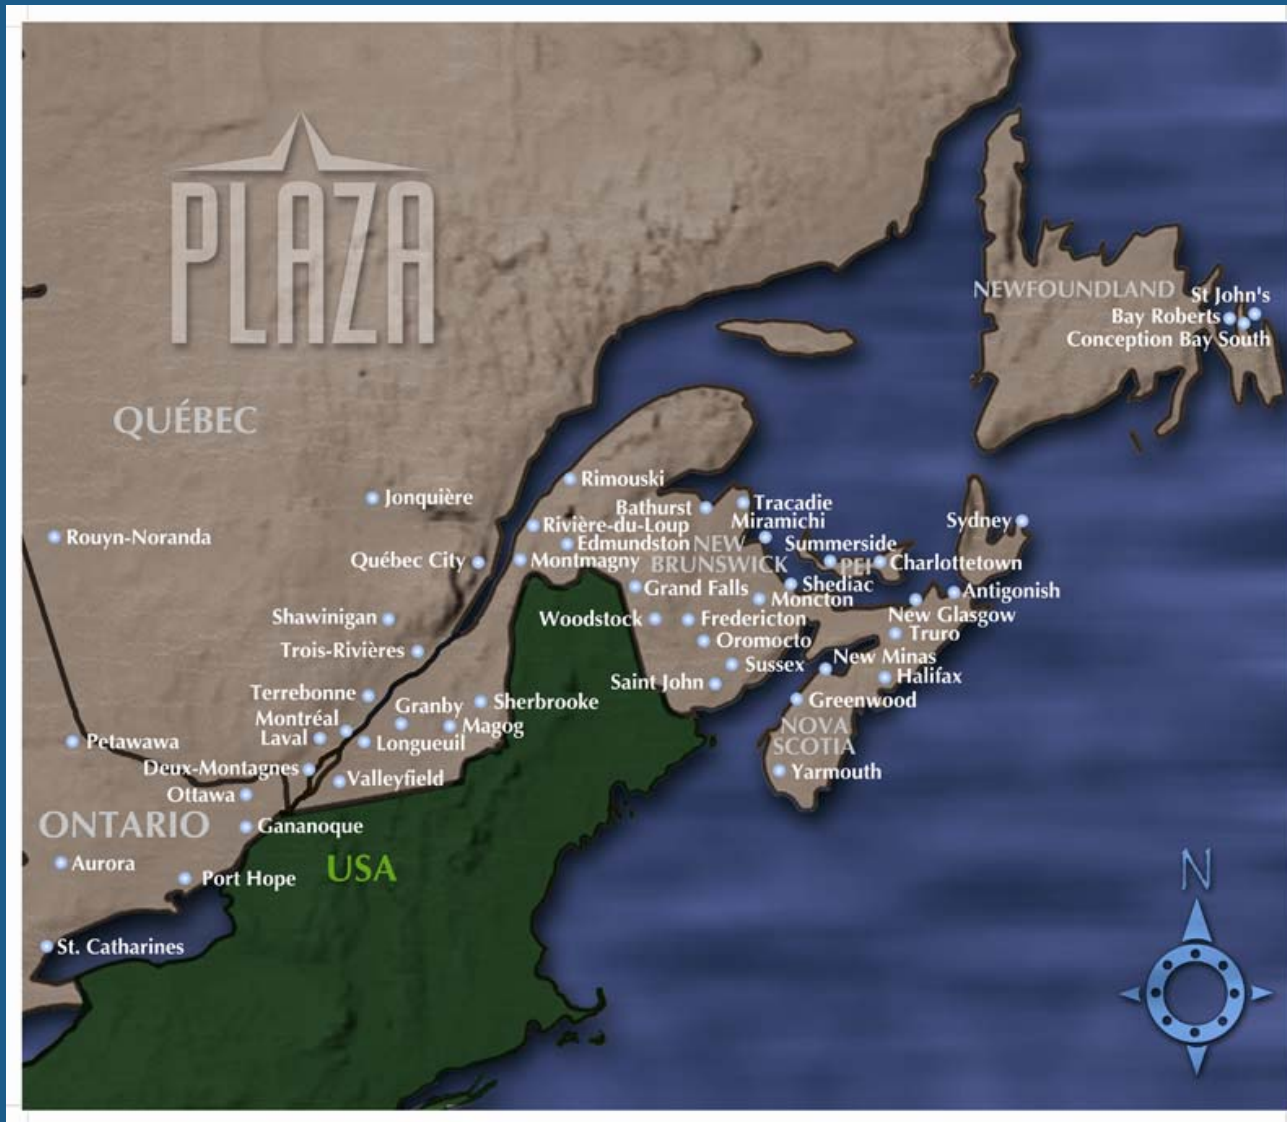 PLAZA
QUÉBEC
NEWFOUNDLAND
St John's
Bay Roberts
Conception Bay South
Rimouski
Jonquière
Bathurst
Tracadie
Miramichi
Sydney
Rivière-du-Loup
Rouyn-Noranda
Edmundston
NEW
BRUNSWICK
Summerside
Québec City
Montmagny
PEI
Charlottetown
Grand Falls
Shediac
Antigonish
Moncton
New Glasgow
Shawinigan
Woodstock
Fredericton
Truro
Oromocto
Trois-Rivières
New Minas
Sussex
Halifax
Saint John
Terrebonne
Granby
Sherbrooke
Greenwood
Montréal
Magog
NOVA
SCOTIA
Laval
Longueuil
Petawawa
Deux-Montagnes
Valleyfield
Yarmouth
Ottawa
ONTARIO
Gananoque
Aurora
USA
Port Hope
N
St. Catharines